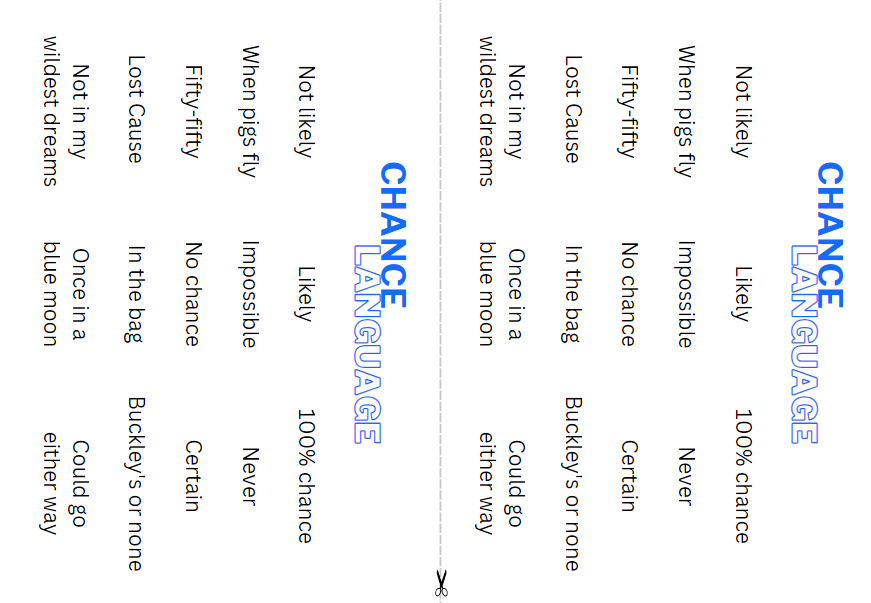 CHANCE
LANGUAGE
Not likely
Likely
100% chance
When pigs fly
Impossible
Never
Fifty-fifty
No chance
Certain
Lost Cause
In the bag
Buckley's or none
Not in my
wildest dreams
Once in a
blue moon
Could go
either way
CHANCE
LANGUAGE
Not likely
Likely
100% chance
When pigs fly
Impossible
Never
Fifty-fifty
No chance
Certain
Lost Cause
In the bag
Buckley's or none
Not in my
wildest dreams
Once in a
blue moon
Could go
either way